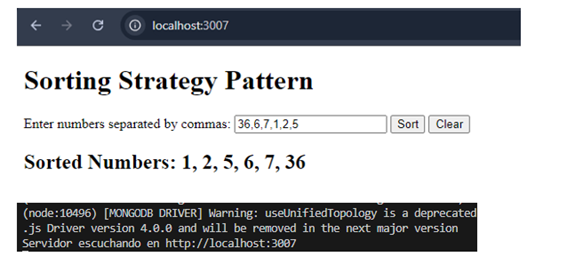 localhost:3007
Sorting Strategy Pattern
Enter numbers separated by commas: 36,6,7,1,2,5 Sort Clear
Sorted Numbers: 1, 2, 5, 6, 7, 36
(node:10496) [MONGODB DRIVER] Warning: useUnifiedTopology is a deprecated
.js Driver version 4.0.0 and will be removed in the next major version
Servidor escuchando en http://localhost:3007